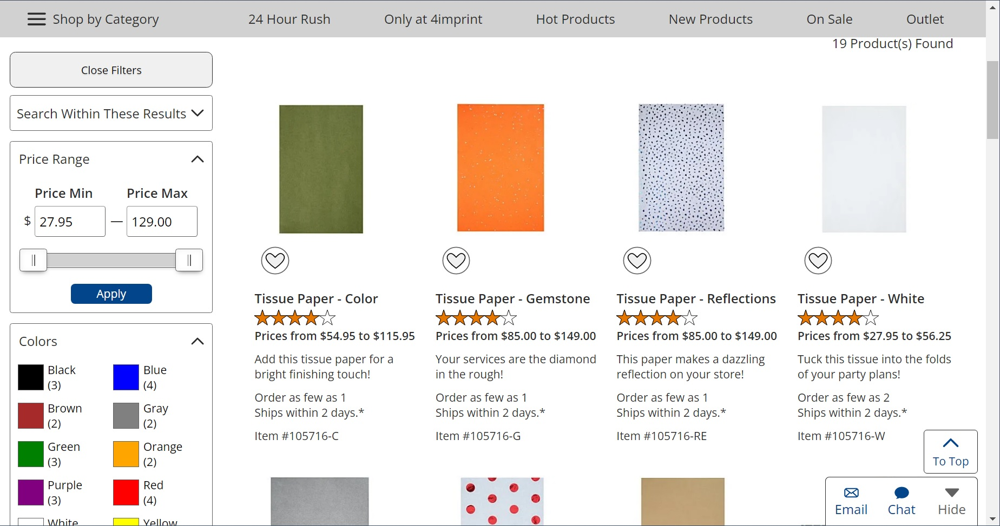 Shop by Category
24 Hour Rush
Only at 4imprint
Hot Products
New Products
On Sale
Outlet
19 Product(s) Found
Close Filters
Search Within These Results
Price Range
Price Min
Price Max
$ 27.95 — 129.00
Apply
Colors
Black
(3)
Blue
(4)
Brown
(2)
Gray
(2)
Green
(3)
Orange
(2)
Purple
(3)
Red
(4)
White
Yellow
Tissue Paper - Color
Prices from $54.95 to $115.95
Add this tissue paper for a
bright finishing touch!
Order as few as 1
Ships within 2 days.*
Item #105716-C
Tissue Paper - Gemstone
Prices from $85.00 to $149.00
Your services are the diamond
in the rough!
Order as few as 1
Ships within 2 days.*
Item #105716-G
Tissue Paper - Reflections
Prices from $85.00 to $149.00
This paper makes a dazzling
reflection on your store!
Order as few as 1
Ships within 2 days.*
Item #105716-RE
Tissue Paper - White
Prices from $27.95 to $56.25
Tuck this tissue into the folds
of your party plans!
Order as few as 2
Ships within 2 days.*
Item #105716-W
To Top
Email
Chat
Hide